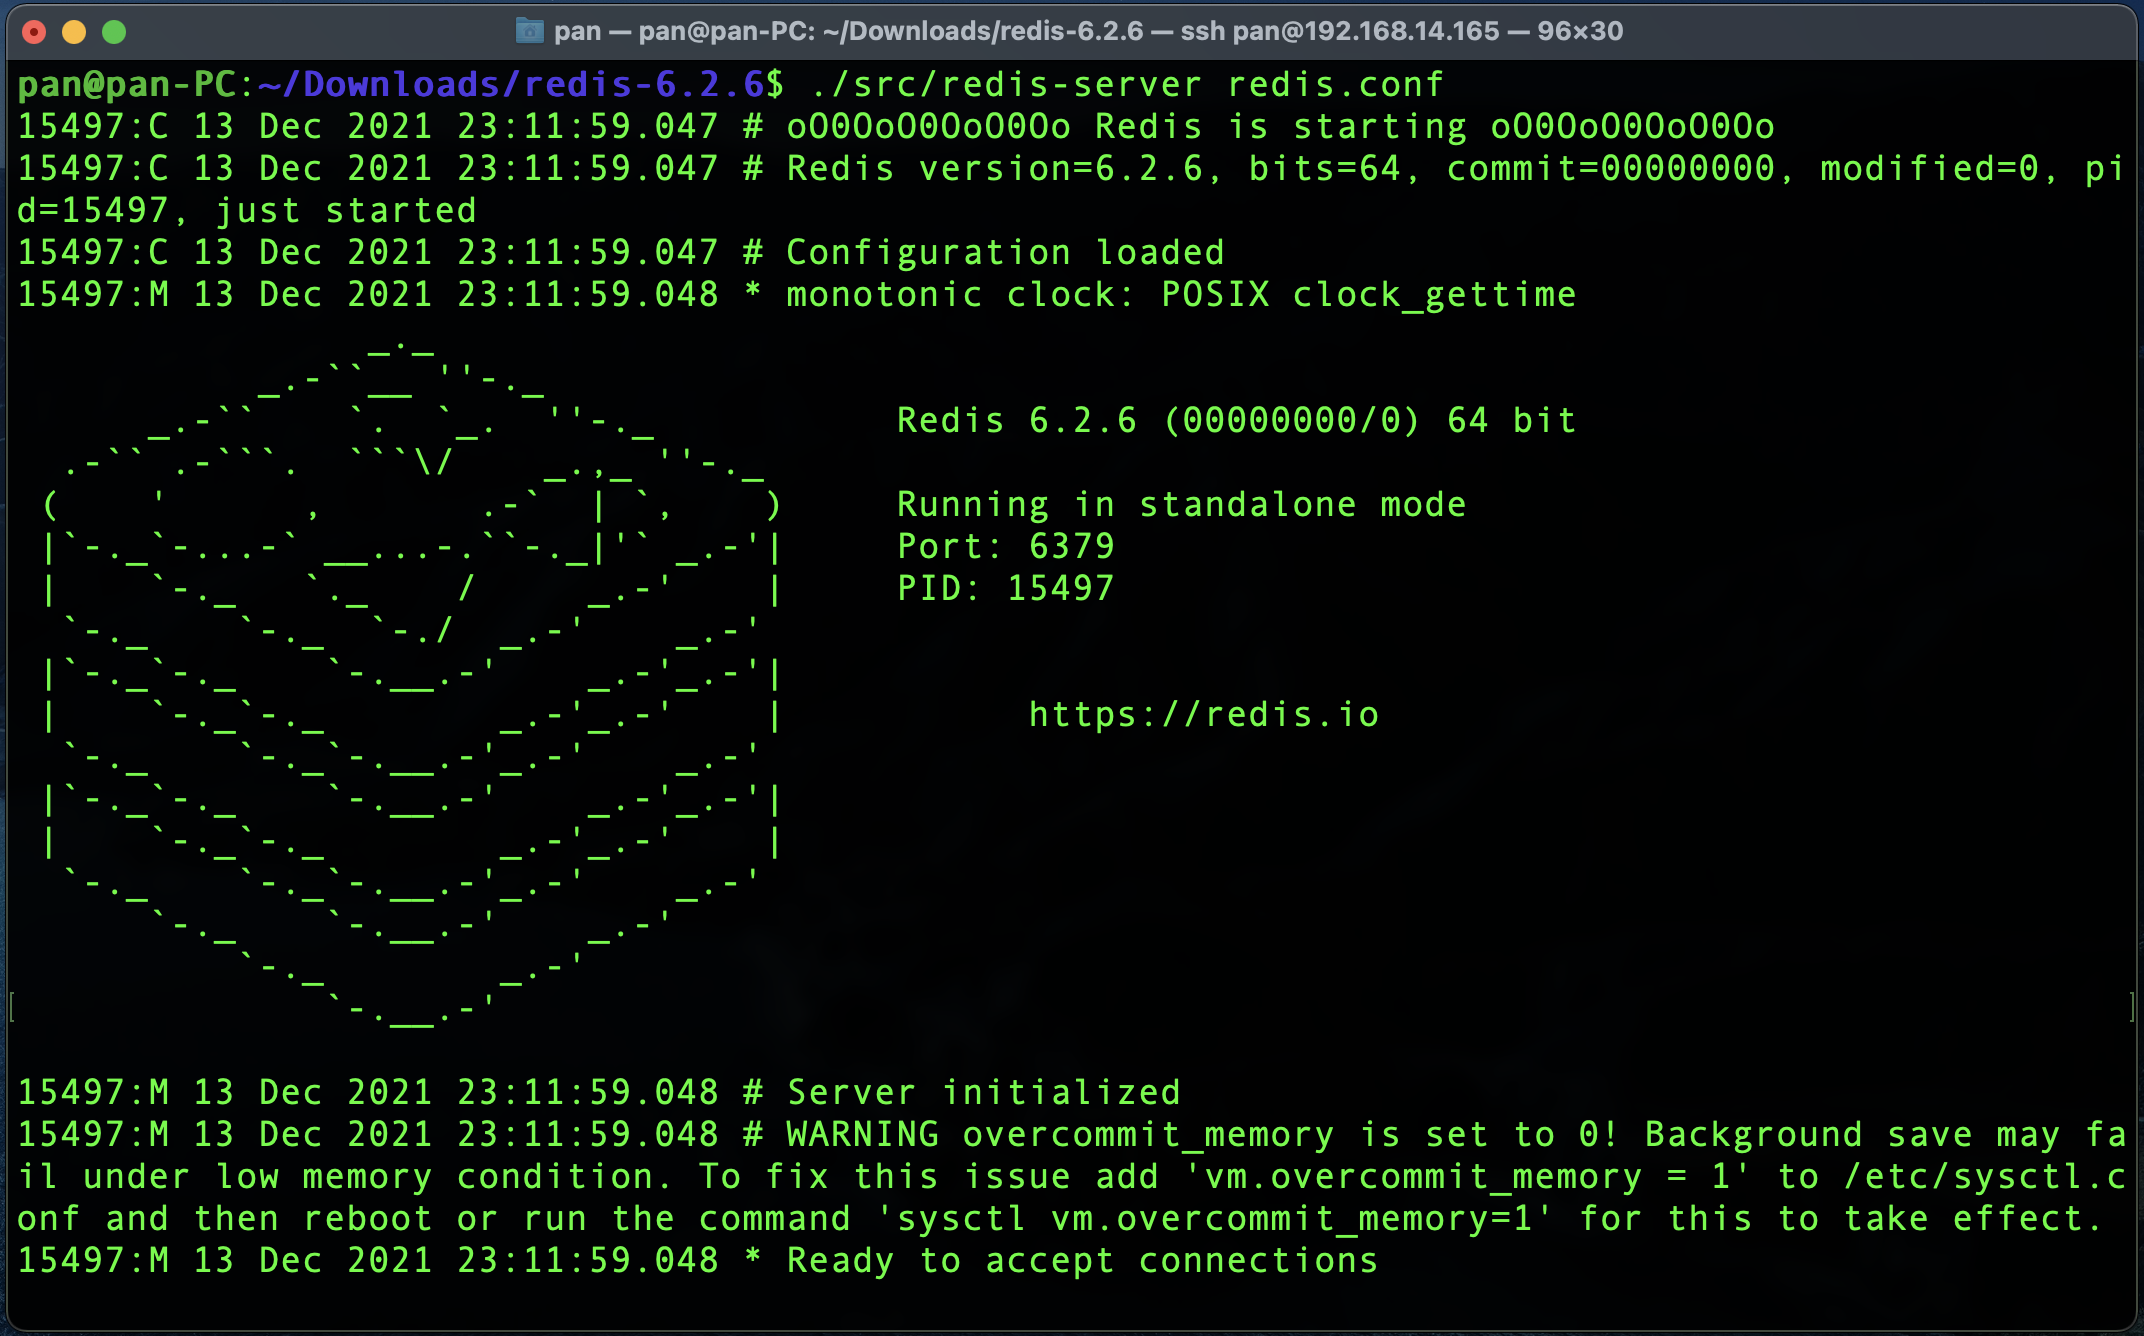 pan — pan@pan-PC: ~/Downloads/redis-6.2.6 — ssh pan@192.168.14.165 — 96×30
pan@pan-PC:~/Downloads/redis-6.2.6$ ./src/redis-server redis.conf
15497:C 13 Dec 2021 23:11:59.047 # oO0OoO0OoO0Oo Redis is starting oO0OoO0OoO0Oo
15497:C 13 Dec 2021 23:11:59.047 # Redis version=6.2.6, bits=64, commit=00000000, modified=0, pi
d=15497, just started
15497:C 13 Dec 2021 23:11:59.047 # Configuration loaded
15497:M 13 Dec 2021 23:11:59.048 * monotonic clock: POSIX clock_gettime
Redis 6.2.6 (00000000/0) 64 bit
Running in standalone mode
Port: 6379
PID: 15497
https://redis.io
15497:M 13 Dec 2021 23:11:59.048 # Server initialized
15497:M 13 Dec 2021 23:11:59.048 # WARNING overcommit_memory is set to 0! Background save may fa
il under low memory condition. To fix this issue add 'vm.overcommit_memory = 1' to /etc/sysctl.c
onf and then reboot or run the command 'sysctl vm.overcommit_memory=1' for this to take effect.
15497:M 13 Dec 2021 23:11:59.048 * Ready to accept connections